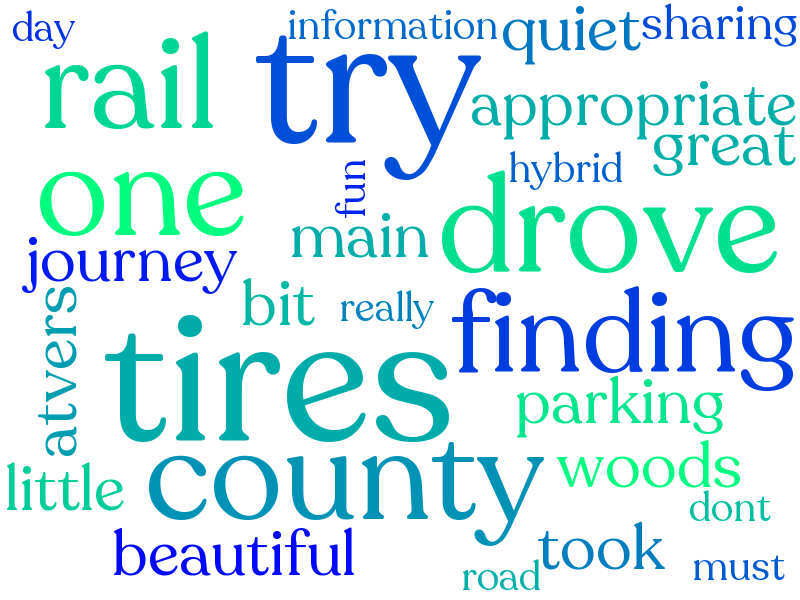 day
information
quiet
sharing
rail
try
appropriate
great
one
fun
hybrid
main
drove
journey
bit
really
atvers
finding
tires
parking
county
woods
little
dont
beautiful
took
road
must